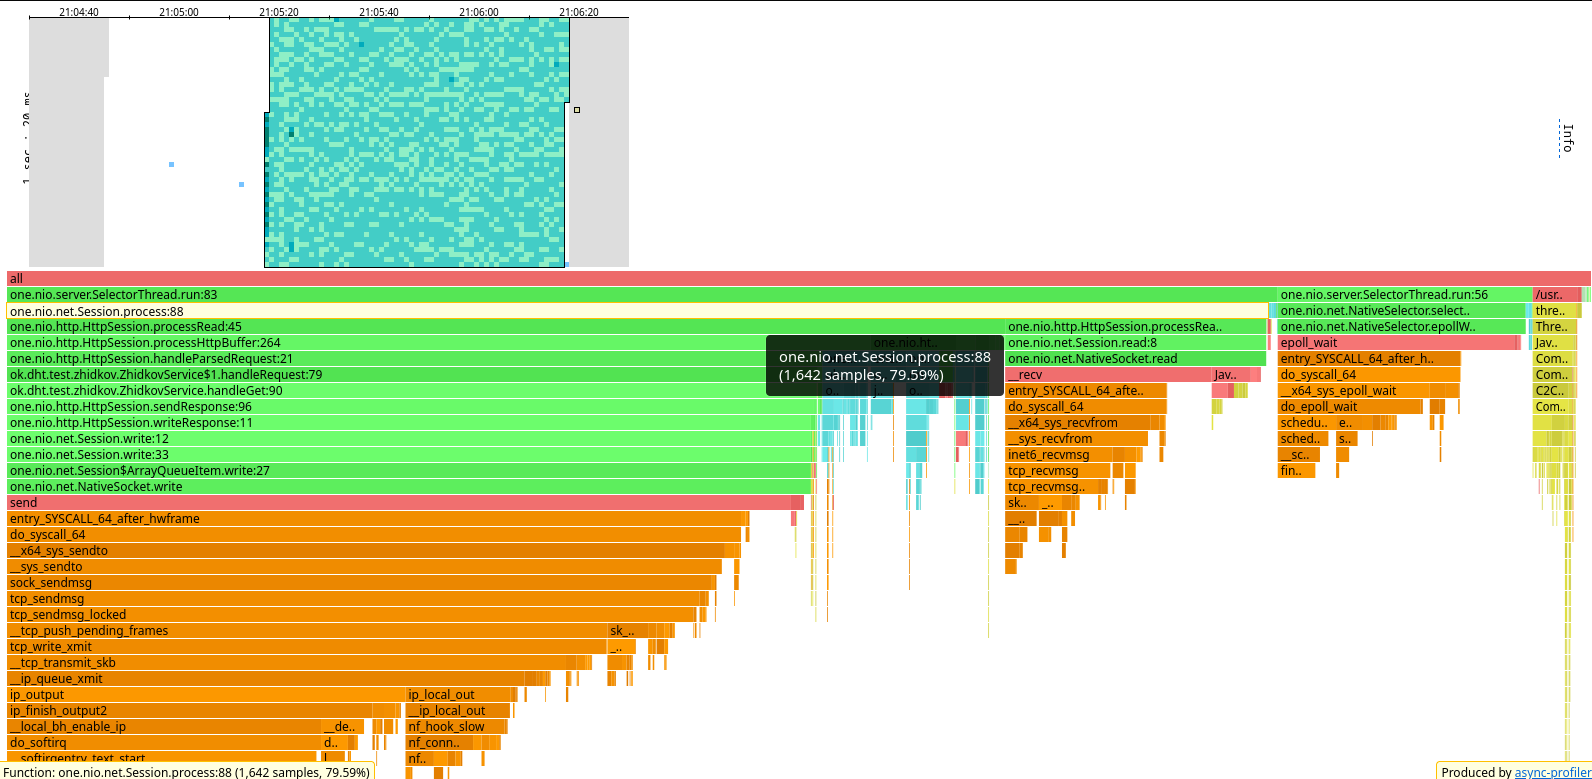 21:04:40 21:05:00 21:05:20 21:05:40 21:06:00 21:06:20
Info
all
one.nio.server.SelectorThread.run:83 one.nio.server.SelectorThread.run:56 /usr..
one.nio.net.Session.process:88 one.nio.net.NativeSelector.select.. thre..
one.nio.http.HttpSession.processRead:45 one.nio.http.HttpSession.processRea.. one.nio.net.NativeSelector.epollW.. Thre..
one.nio.http.HttpSession.processHttpBuffer:264 one.nio.ht.. one.nio.net.Session.read:8 epoll_wait Jav..
one.nio.net.Session.process:88
(1,642 samples, 79.59%)
one.nio.http.HttpSession.handleParsedRequest:21 one.nio.net.NativeSocket.read entry_SYSCALL_64_after_h.. Com..
ok.dht.test.zhidkov.ZhidkovService$1.handleRequest:79 __recv Jav.. do_syscall_64 Com..
ok.dht.test.zhidkov.ZhidkovService.handleGet:90 entry_SYSCALL_64_afte.. __x64_sys_epoll_wait C2C..
one.nio.http.HttpSession.sendResponse:96 do_syscall_64 do_epoll_wait Com..
one.nio.http.HttpSession.writeResponse:11 __x64_sys_recvfrom schedu.. e..
one.nio.net.Session.write:12 __sys_recvfrom sched.. s..
one.nio.net.Session.write:33 inet6_recvmsg __sc..
one.nio.net.Session$ArrayQueueItem.write:27 tcp_recvmsg fin..
one.nio.net.NativeSocket.write tcp_recvmsg..
send sk.. _..
entry_SYSCALL_64_after_hwframe __..
do_syscall_64
__x64_sys_sendto
__sys_sendto
sock_sendmsg
tcp_sendmsg
tcp_sendmsg_locked
__tcp_push_pending_frames sk_..
tcp_write_xmit _..
__tcp_transmit_skb
__ip_queue_xmit
ip_output ip_local_out
ip_finish_output2 __ip_local_out
__local_bh_enable_ip __de.. nf_hook_slow
do_softirq d.. nf_conn..
__softirqentry_text_start nf..
Function: one.nio.net.Session.process:88 (1,642 samples, 79.59%)
Produced by async-profiler